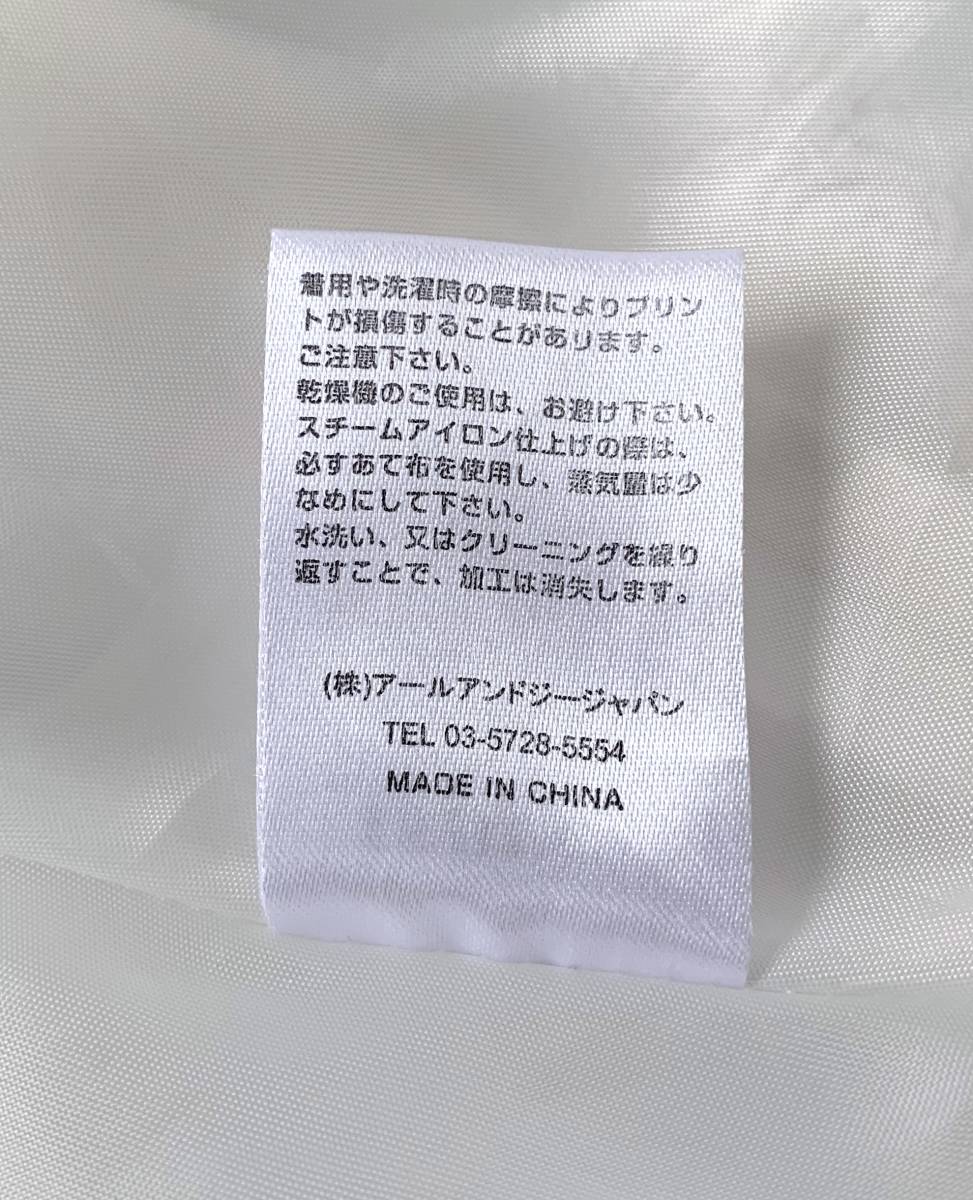 着用や洗濯時の摩擦によりプリン
トが損傷することがあります。
ご注意下さい。
乾燥機のご使用は、お避け下さい。
スチームアイロン仕上げの際は、
必ずあて布を使用し、蒸気量は少
なめにして下さい。
水洗い、又はクリーニングを繰り
返すことで、加工は消失します。
(株)アールアンドジージャパン
TEL 03-5728-5554
MADE IN CHINA